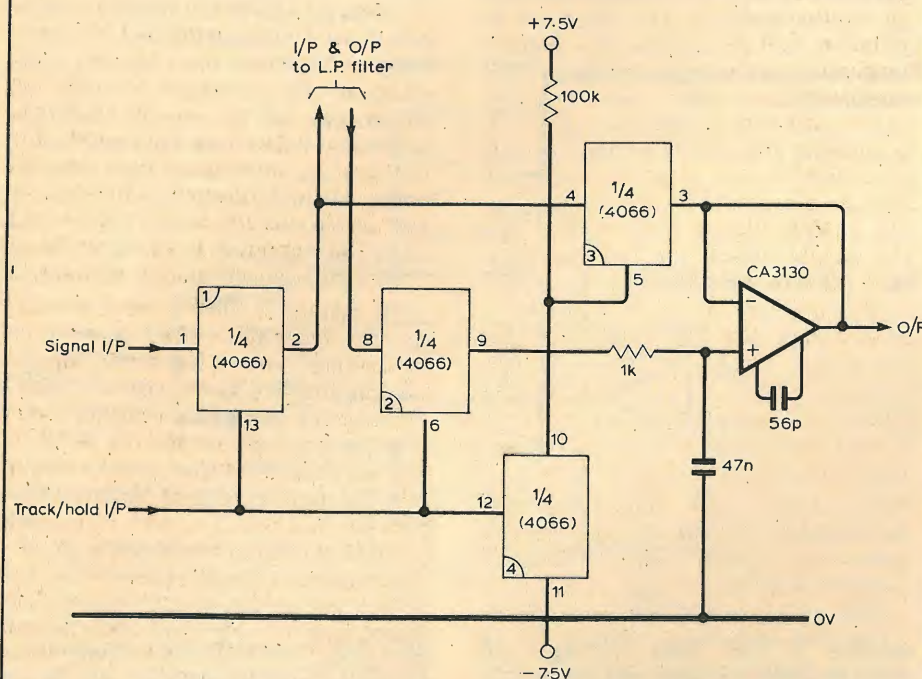 +7·5V
I/P & O/P
to L.P. filter
100k
1/4
(4066)
4
3
3
5
CA3130
1
1/4
(4066)
Signal I/P
1
2
8
1/4
(4066)
9
2
−
+
O/P
1k
56p
13
6
10
47n
Track/hold I/P
12
1/4
(4066)
4
11
0V
−7·5V